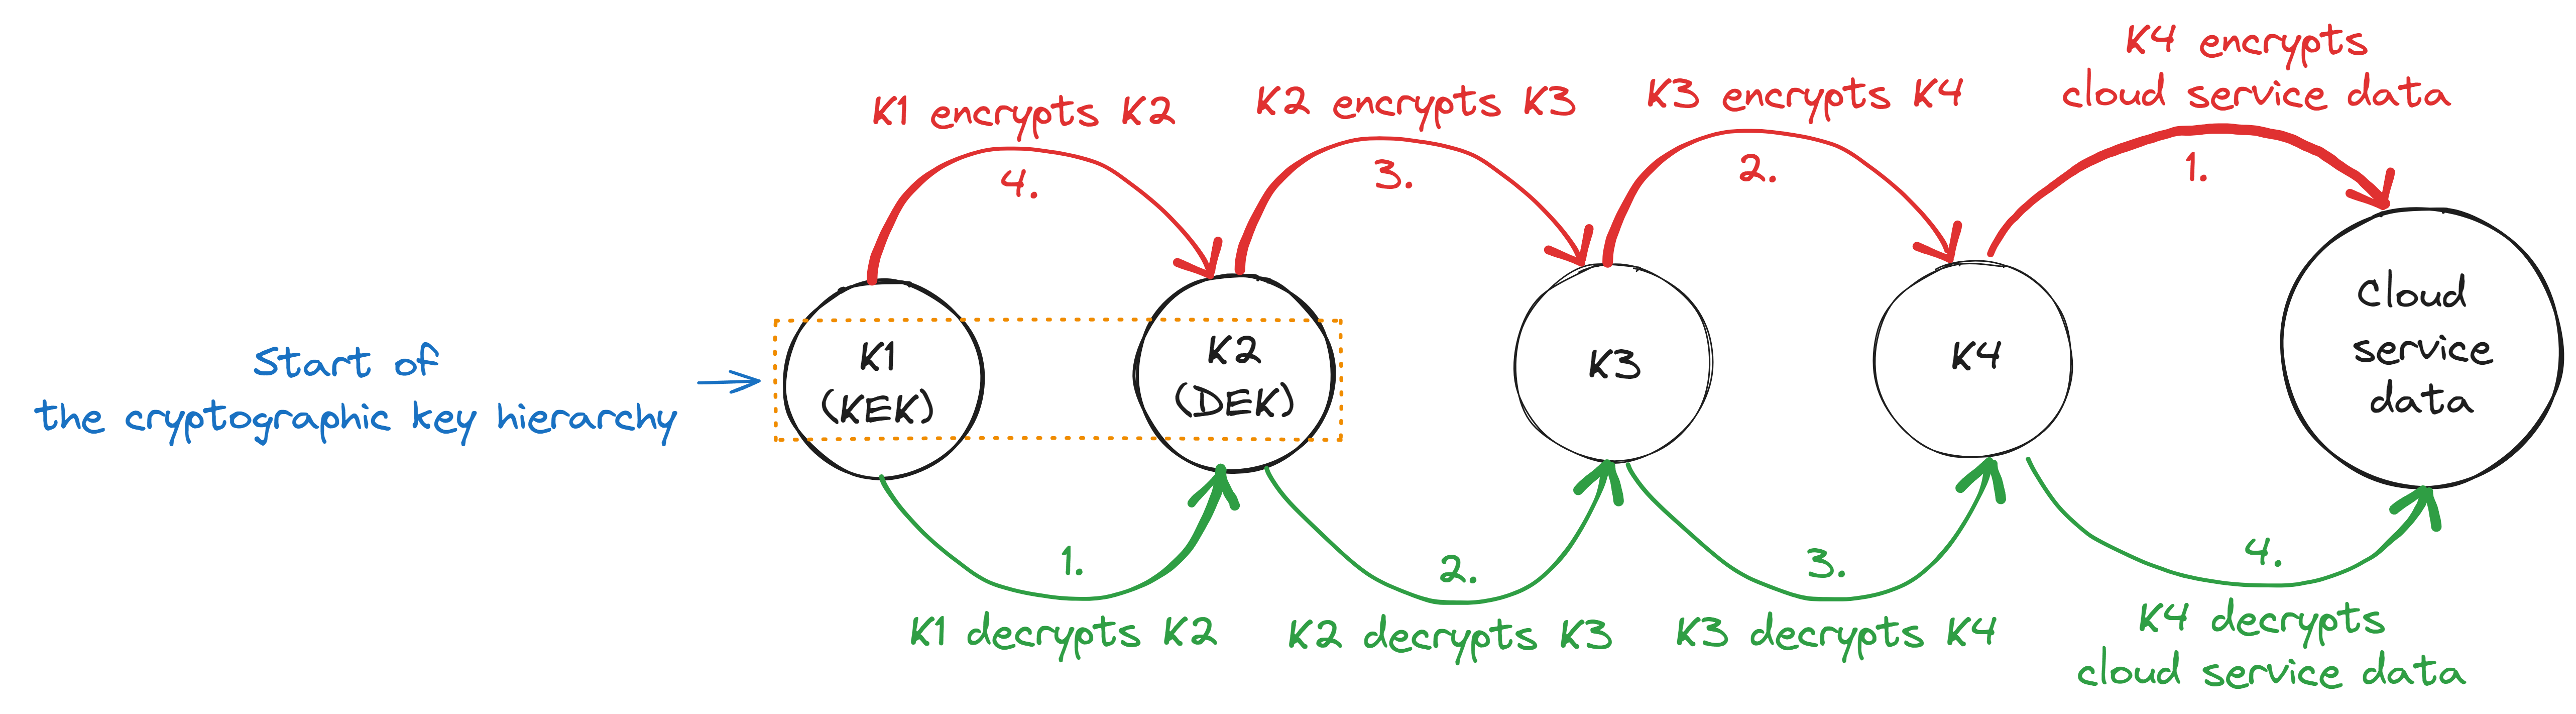 K4 encrypts
cloud service data
K1 encrypts K2
K2 encrypts K3
K3 encrypts K4
4.
3.
2.
1.
Start of
the cryptographic key hierarchy
K1
(KEK)
K2
(DEK)
K3
K4
Cloud
service
data
1.
2.
3.
4.
K1 decrypts K2
K2 decrypts K3
K3 decrypts K4
K4 decrypts
cloud service data